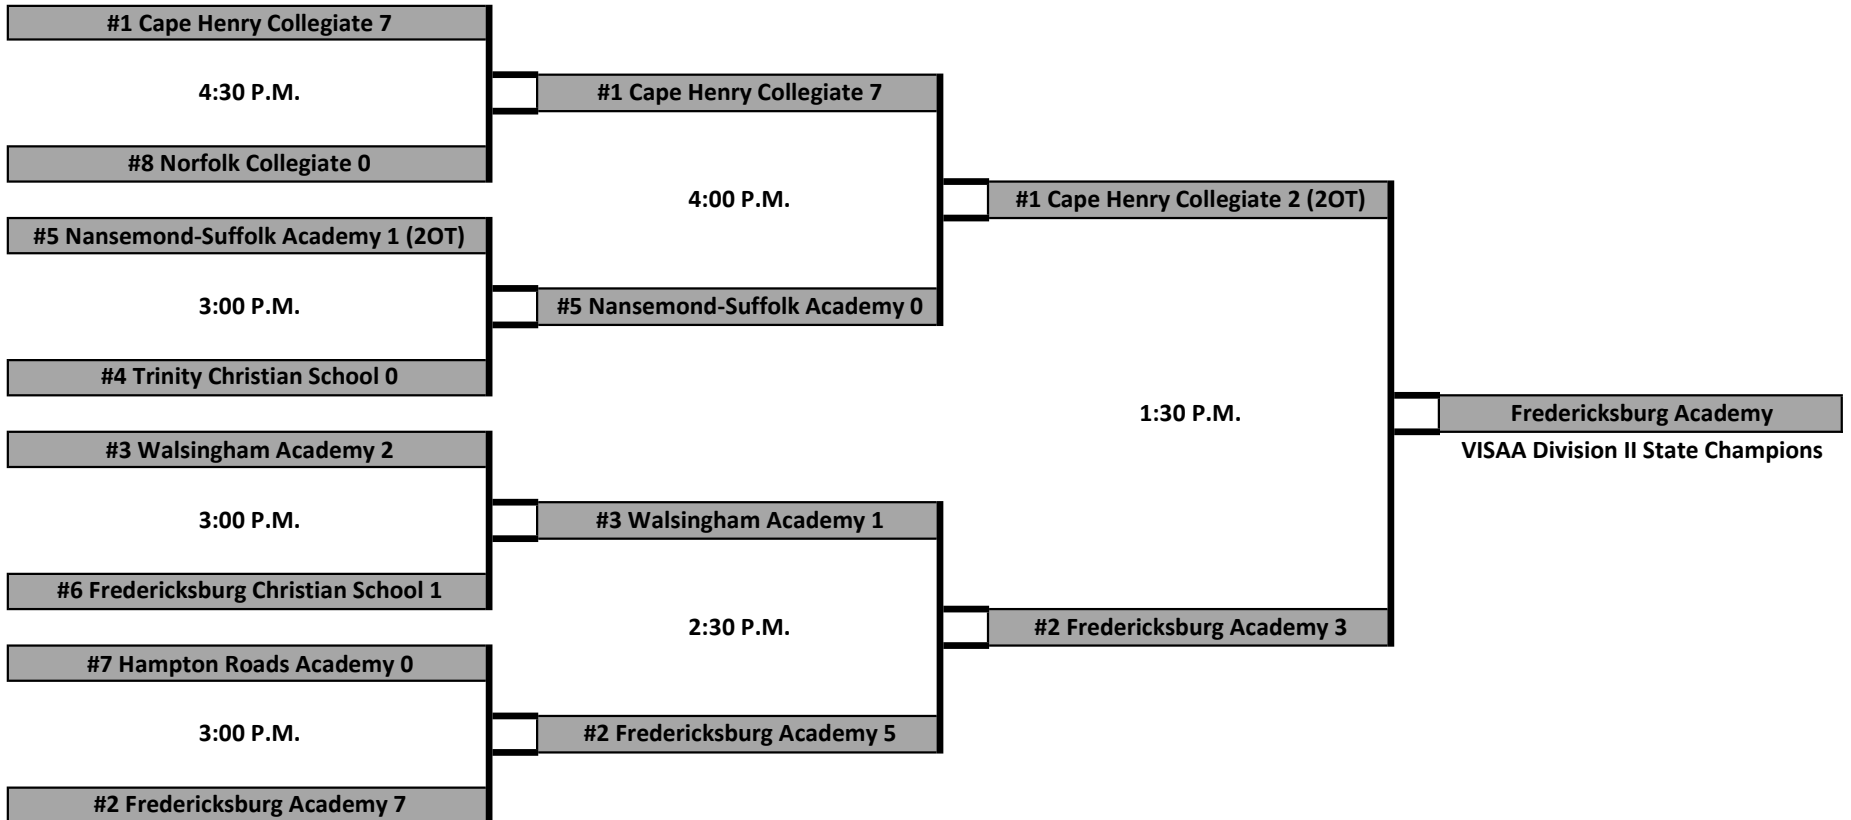 #1 Cape Henry Collegiate 7
4:30 P.M.
#8 Norfolk Collegiate 0
#5 Nansemond-Suffolk Academy 1 (2OT)
3:00 P.M.
#4 Trinity Christian School 0
#3 Walsingham Academy 2
3:00 P.M.
#6 Fredericksburg Christian School 1
#7 Hampton Roads Academy 0
3:00 P.M.
#2 Fredericksburg Academy 7
#1 Cape Henry Collegiate 7
4:00 P.M.
#5 Nansemond-Suffolk Academy 0
#3 Walsingham Academy 1
2:30 P.M.
#2 Fredericksburg Academy 5
#1 Cape Henry Collegiate 2 (2OT)
1:30 P.M.
#2 Fredericksburg Academy 3
Fredericksburg Academy
VISAA Division II State Champions